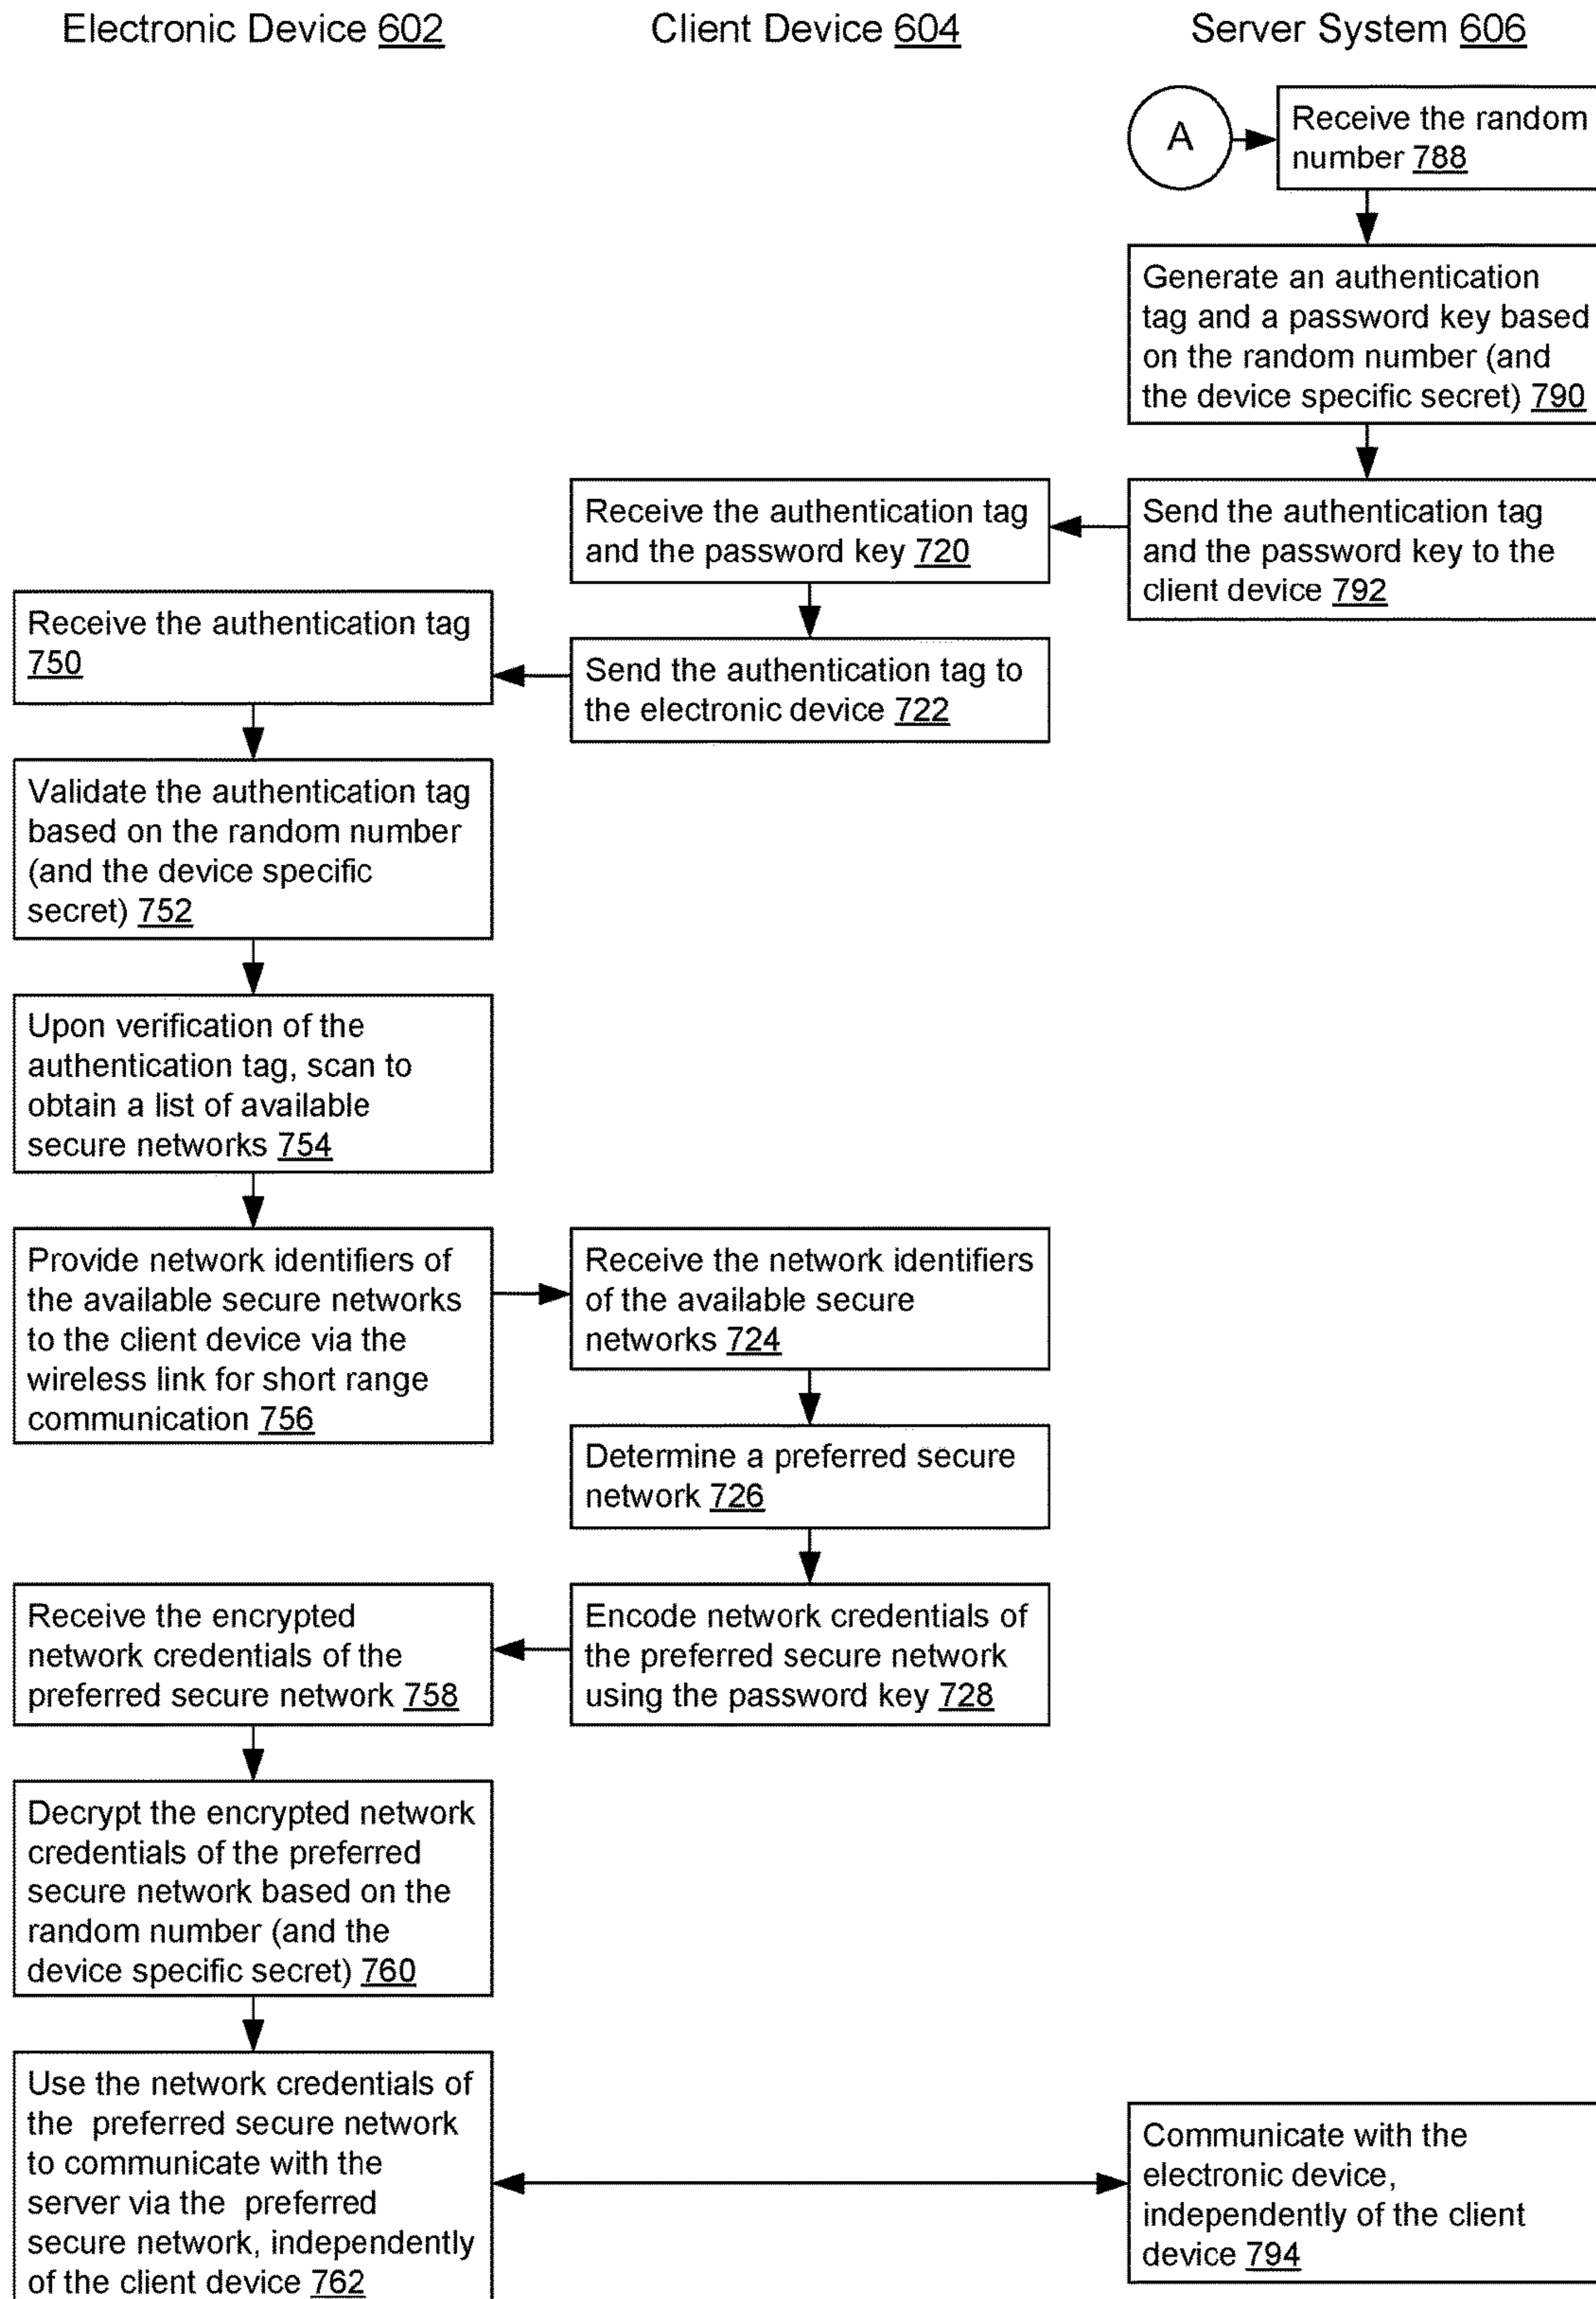 Electronic Device 602
Client Device 604
Server System 606
A
Receive the random
number 788
Generate an authentication
tag and a password key based
on the random number (and
the device specific secret) 790
Send the authentication tag
and the password key to the
client device 792
Receive the authentication tag
and the password key 720
Send the authentication tag to
the electronic device 722
Receive the authentication tag
750
Validate the authentication tag
based on the random number
(and the device specific
secret) 752
Upon verification of the
authentication tag, scan to
obtain a list of available
secure networks 754
Provide network identifiers of
the available secure networks
to the client device via the
wireless link for short range
communication 756
Receive the network identifiers
of the available secure
networks 724
Determine a preferred secure
network 726
Encode network credentials of
the preferred secure network
using the password key 728
Receive the encrypted
network credentials of the
preferred secure network 758
Decrypt the encrypted network
credentials of the preferred
secure network based on the
random number (and the
device specific secret) 760
Use the network credentials of
the preferred secure network
to communicate with the
server via the preferred
secure network, independently
of the client device 762
Communicate with the
electronic device,
independently of the client
device 794